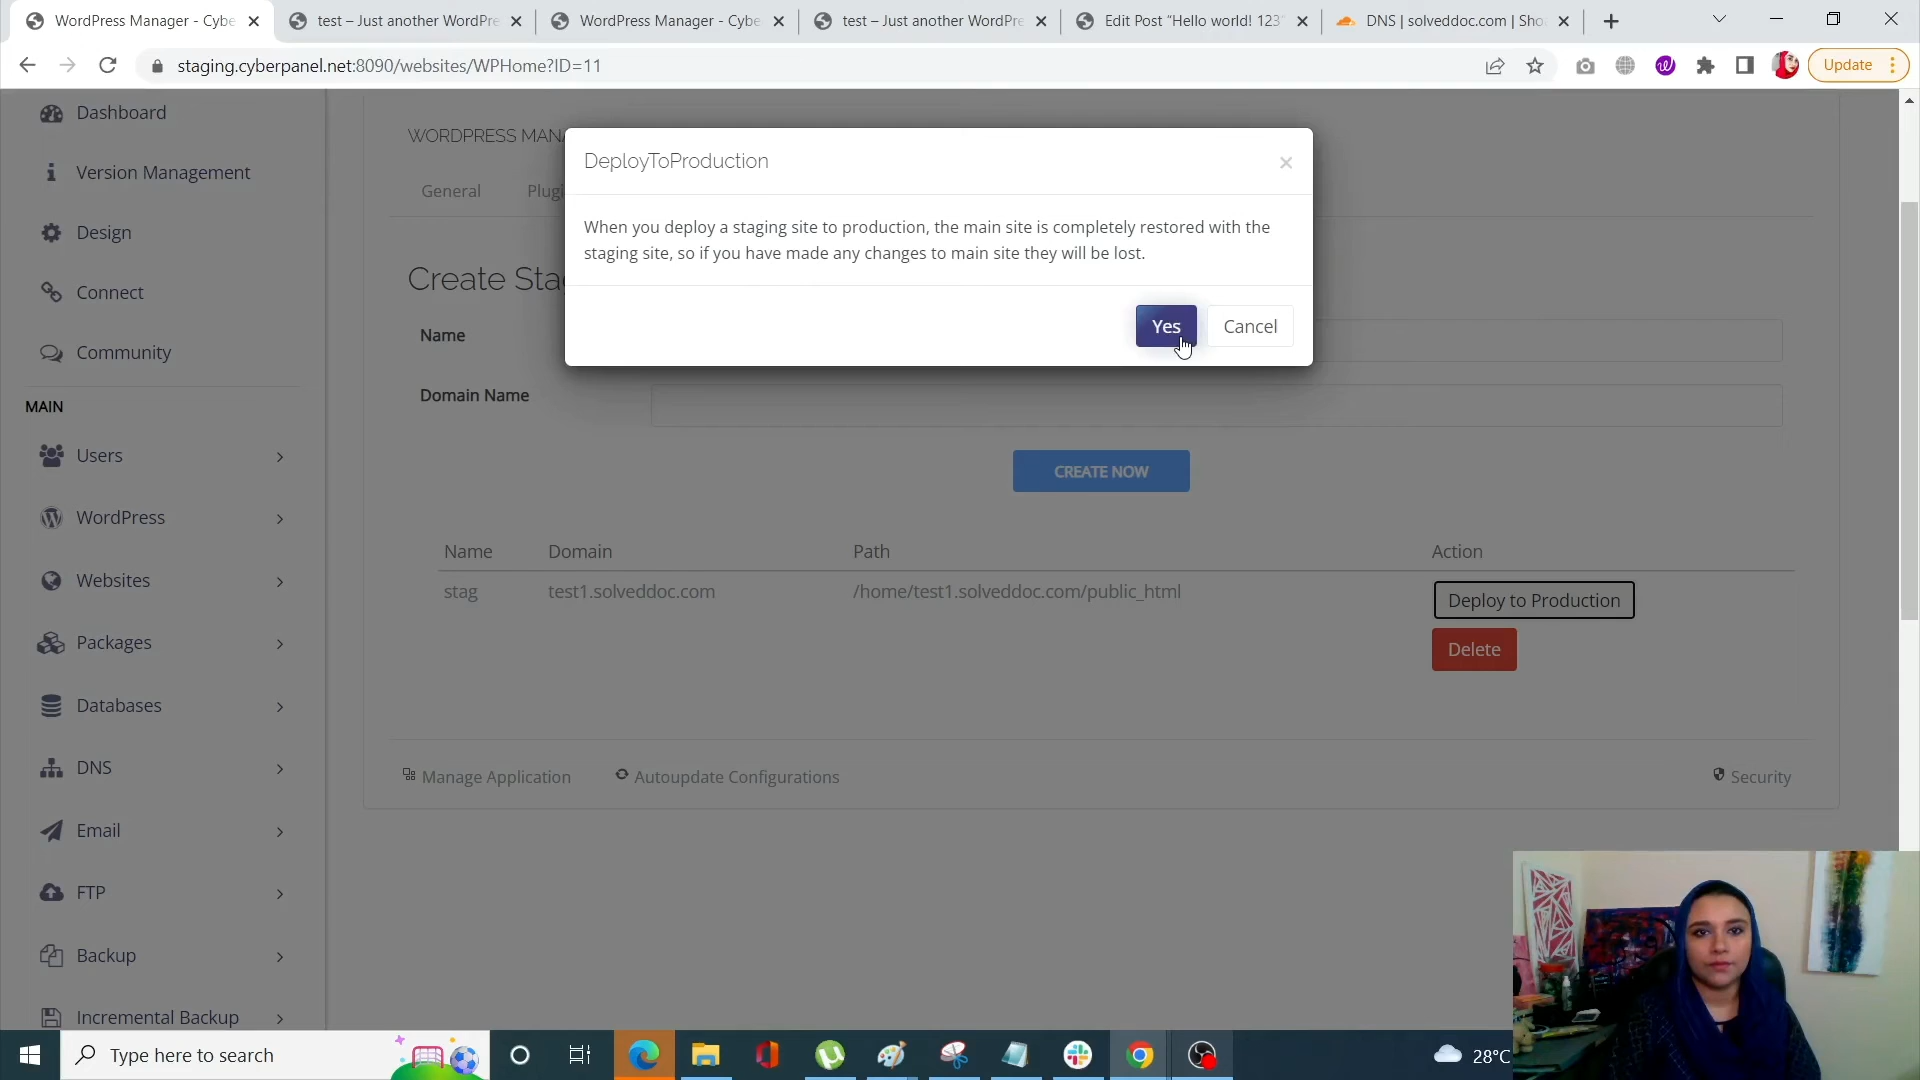 WordPress Manager - Cybe
test – Just another WordPre
WordPress Manager - Cybe
test – Just another WordPre
Edit Post “Hello world! 123”
DNS | solveddoc.com | Sho
staging.cyberpanel.net:8090/websites/WPHome?ID=11
Update
Dashboard
Version Management
Design
Connect
Community
MAIN
Users
WordPress
Websites
Packages
Databases
DNS
Email
FTP
Backup
Incremental Backup
WORDPRESS MAN
General
Plugi
Create Stag
Name
Domain Name
CREATE NOW
DeployToProduction
×
When you deploy a staging site to production, the main site is completely restored with the
staging site, so if you have made any changes to main site they will be lost.
Yes
Cancel
Name Domain Path Action
stag test1.solveddoc.com /home/test1.solveddoc.com/public_html Deploy to Production
Delete
Manage Application
Autoupdate Configurations
Security
Type here to search
28°C